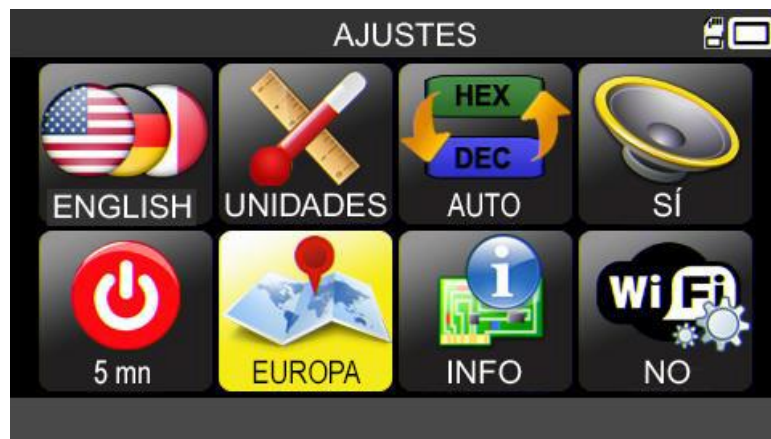 AJUSTES
HEX
DEC
ENGLISH
UNIDADES
AUTO
SÍ
Wi Fi
5 mn
EUROPA
INFO
NO